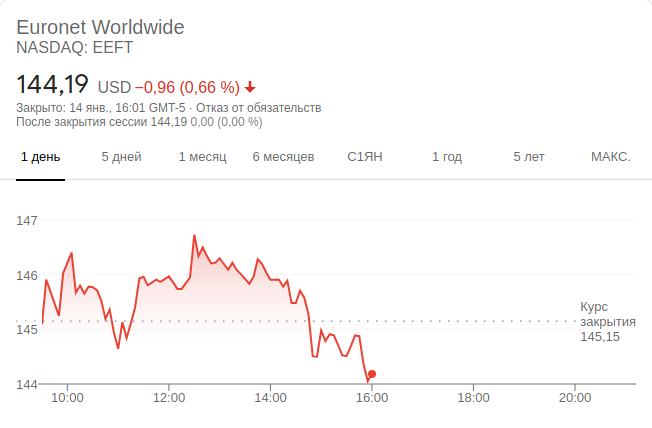 Euronet Worldwide
NASDAQ: EEFT
144,19 USD −0,96 (0,66 %)
Закрыто: 14 янв., 16:01 GMT-5 · Отказ от обязательств
После закрытия сессии 144,19 0,00 (0,00 %)
1 день 5 дней 1 месяц 6 месяцев С1ЯН 1 год 5 лет МАКС.
147
146
Курс
закрытия
145,15
145
144
10:00 12:00 14:00 16:00 18:00 20:00